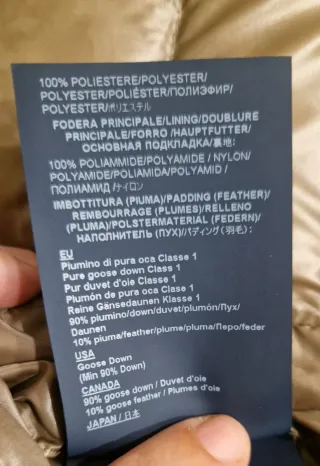 100% POLIESTERE/POLYESTER/
POLYESTER/POLIÉSTER/ПОЛИЭФИР/
POLYESTER/ポリエステル
FODERA PRINCIPALE/LINING/DOUBLURE
PRINCIPALE/FORRO /HAUPTFUTTER/
ОСНОВНАЯ ПОДКЛАДКА/裏地:
100% POLIAMMIDE/POLYAMIDE / NYLON/
POLYAMIDE/POLIAMIDA/POLYAMID /
ПОЛИАМИД /ナイロン
IMBOTTITURA (PIUMA)/PADDING (FEATHER)/
REMBOURRAGE (PLUMES)/RELLENO
(PLUMA)/POLSTERMATERIAL (FEDERN)/
НАПОЛНИТЕЛЬ (ПУХ)/パディング(羽毛):
EU
Piumino di pura oca Classe 1
Pure goose down Class 1
Pur duvet d'oie Classe 1
Plumón de pura oca Clase 1
Reine Gänsedaunen Klasse 1
90% piumino/down/duvet/plumón/Пух/
Daunen
10% piuma/feather/plume/pluma/Перо/feder
USA
Goose Down
(Min 90% Down)
CANADA
90% goose down / Duvet d'oie
10% goose feather / Plumes d'oie
JAPAN / 日本